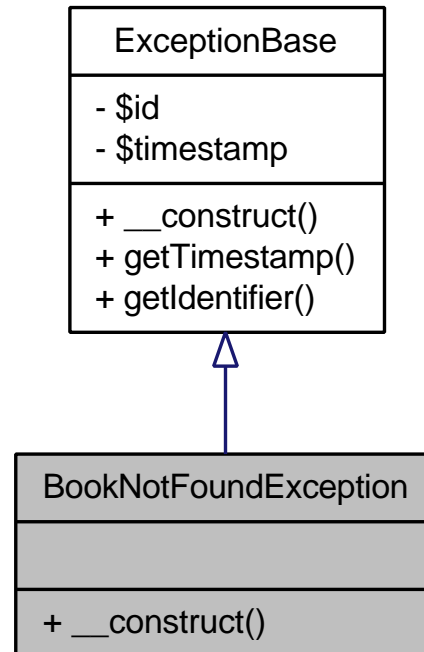 ExceptionBase
- $id
- $timestamp
+ __construct()
+ getTimestamp()
+ getIdentifier()
BookNotFoundException
+ __construct()